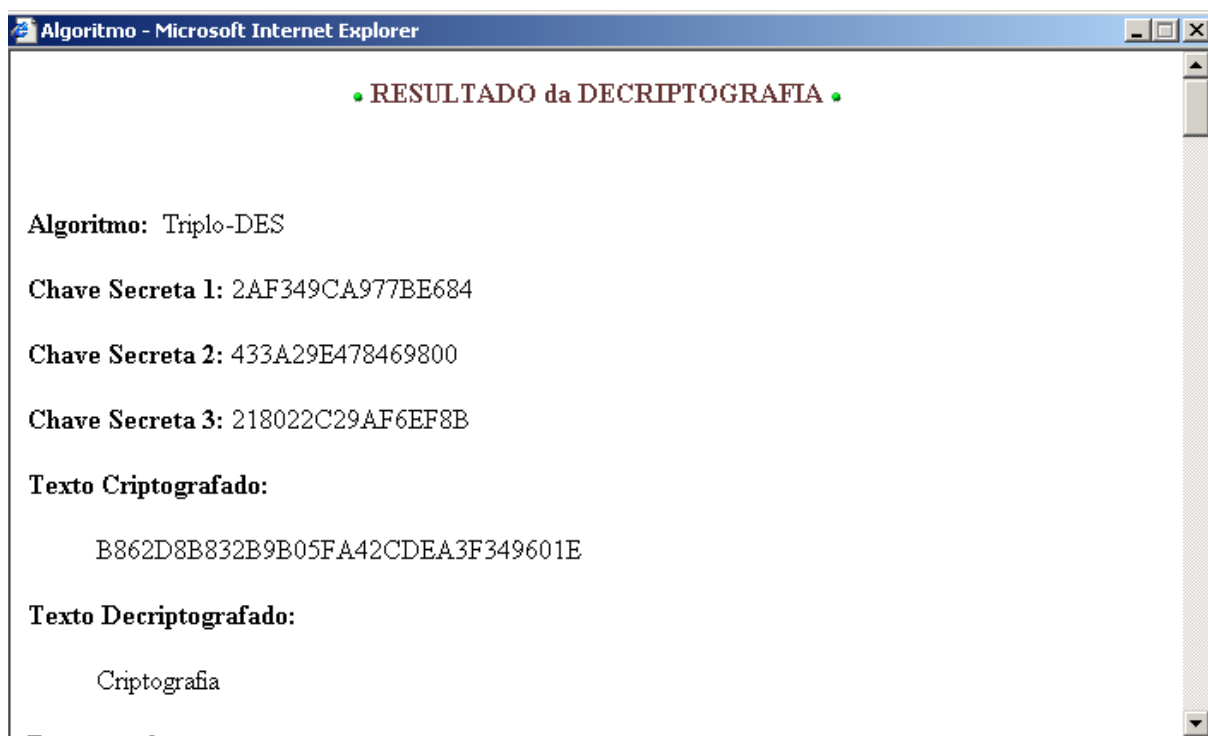 Algoritmo - Microsoft Internet Explorer
RESULTADO da DECRIPTOGRAFIA
Algoritmo: Triplo-DES
Chave Secreta 1: 2AF349CA977BE684
Chave Secreta 2: 433A29E478469800
Chave Secreta 3: 218022C29AF6EF8B
Texto Criptografado:
B862D8B832B9B05FA42CDEA3F349601E
Texto Decriptografado:
Criptografia